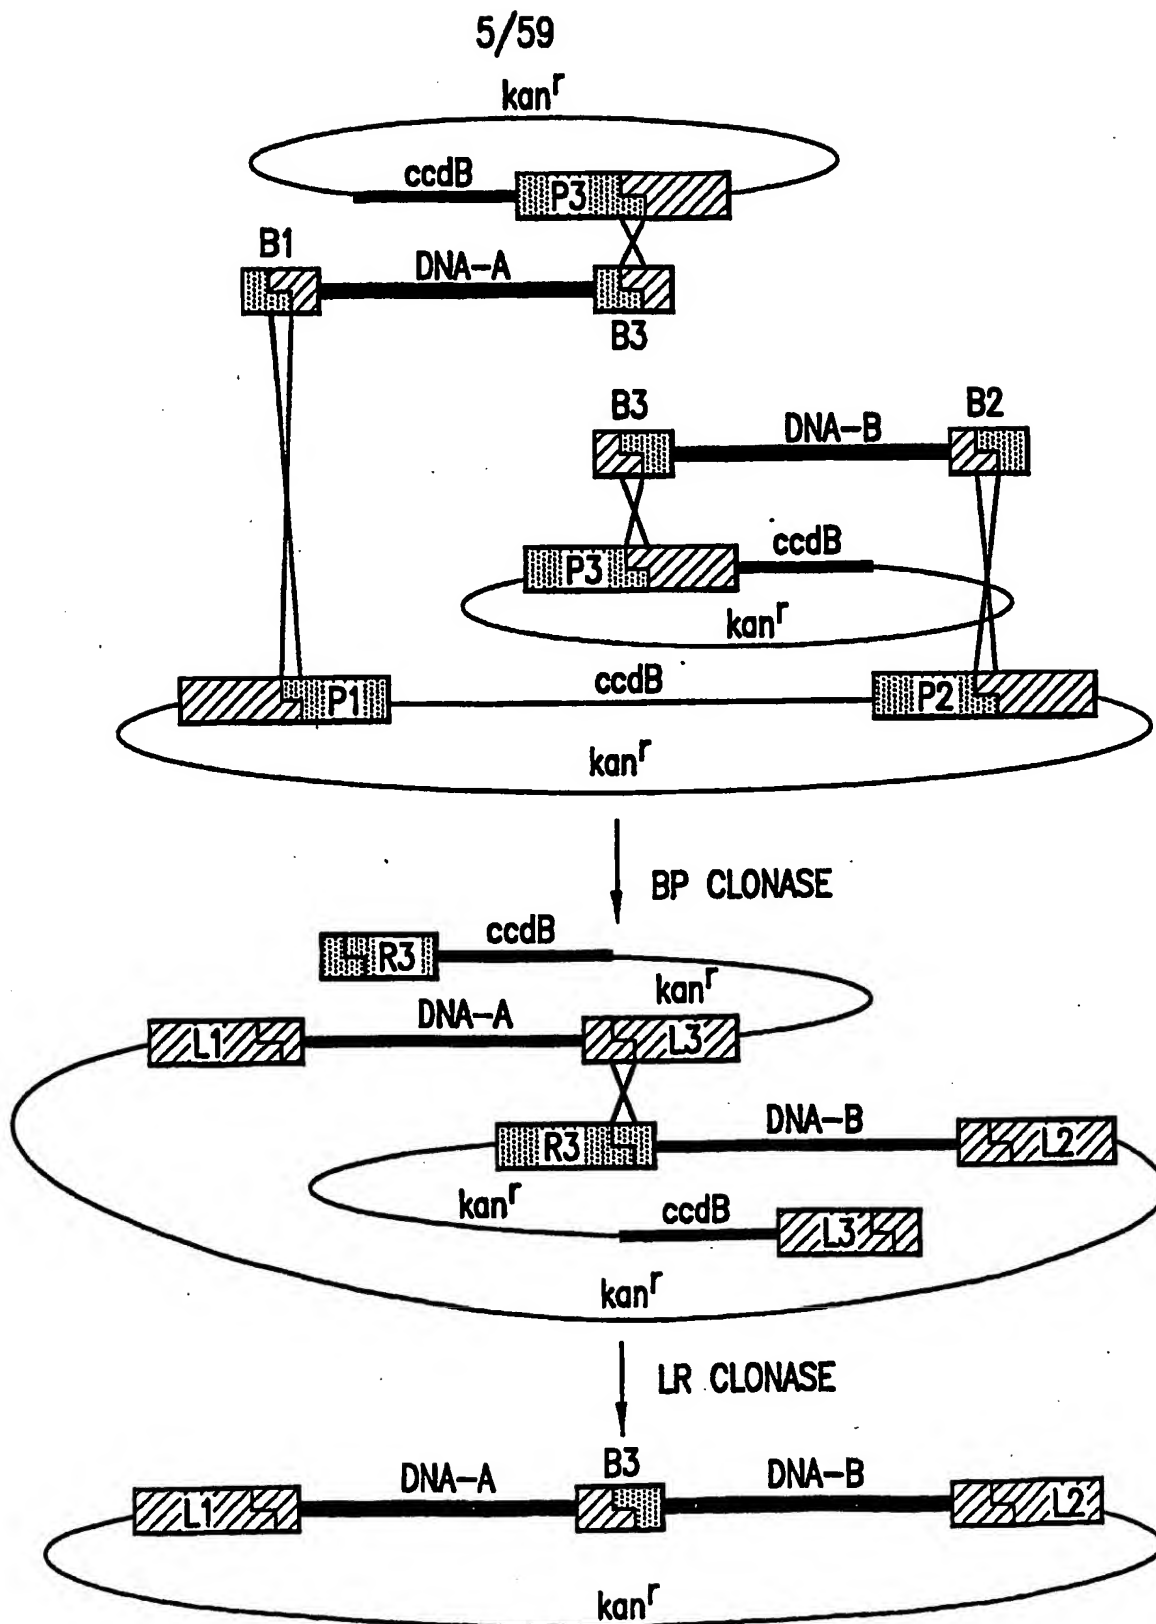 5/59
kanʳ
ccdB
P3
B1
DNA-A
B3
B3
DNA-B
B2
P3
ccdB
kanʳ
P1
ccdB
P2
kanʳ
BP CLONASE
R3
ccdB
kanʳ
L1
DNA-A
L3
R3
DNA-B
L2
kanʳ
ccdB
L3
kanʳ
LR CLONASE
L1
DNA-A
B3
DNA-B
L2
kanʳ